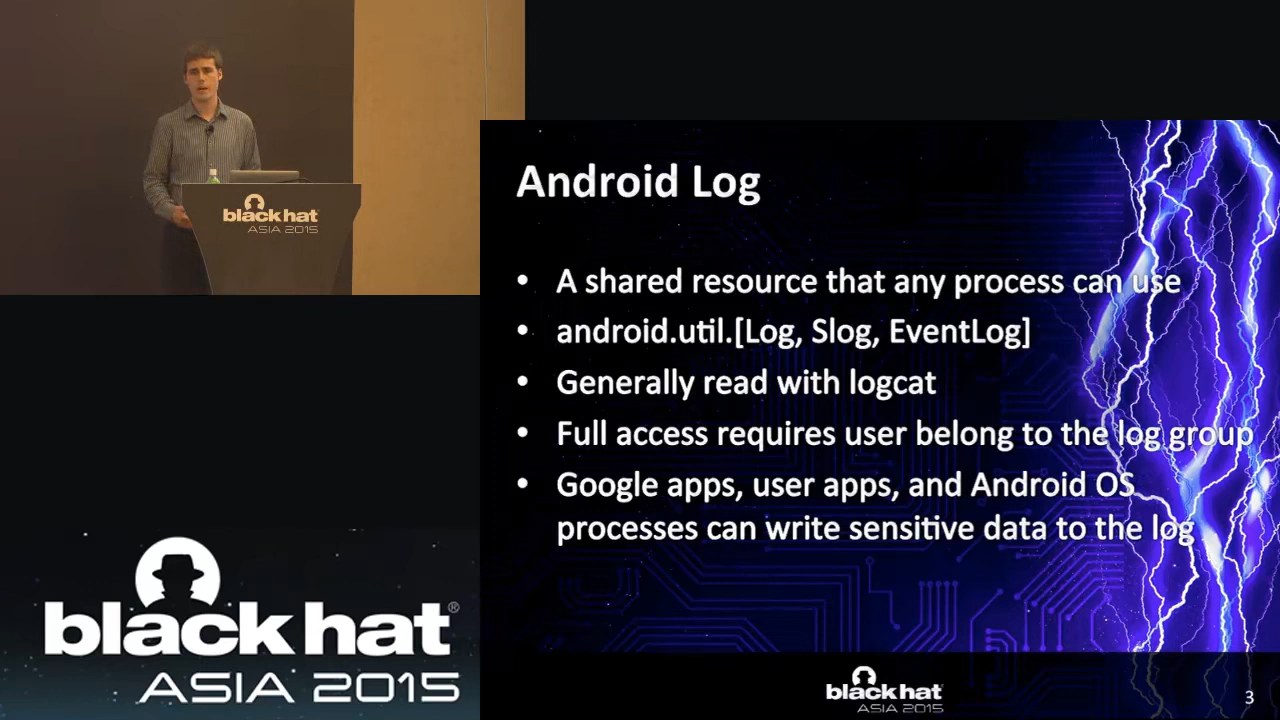 black hat
ASIA 2015
Android Log
• A shared resource that any process can use
• android.util.[Log, Slog, EventLog]
• Generally read with logcat
• Full access requires user belong to the log group
• Google apps, user apps, and Android OS
processes can write sensitive data to the log
black hat®
ASIA 2015
black hat
ASIA 2015
3